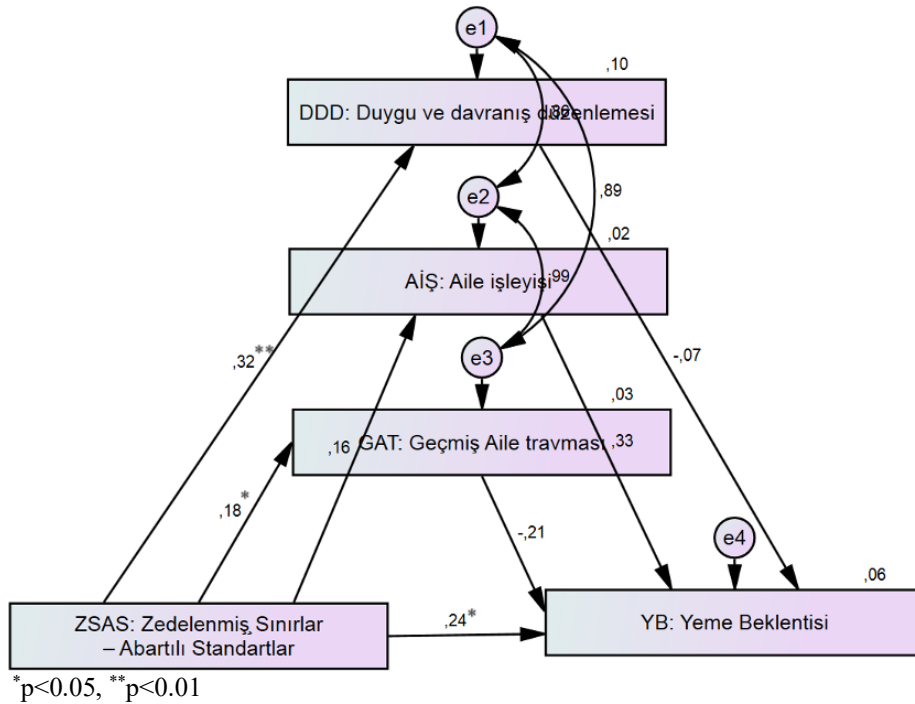 e1
,10
DDD: Duygu ve davranış düzenlemesi
e2
,89
,02
AİŞ: Aile işleyişi
,99
e3
,32**
-,07
,03
GAT: Geçmiş Aile travması
,16
,33
,18*
-,21
e4
,06
ZSAS: Zedelenmiş Sınırlar
– Abartılı Standartlar
,24*
YB: Yeme Beklentisi
*p<0.05, **p<0.01